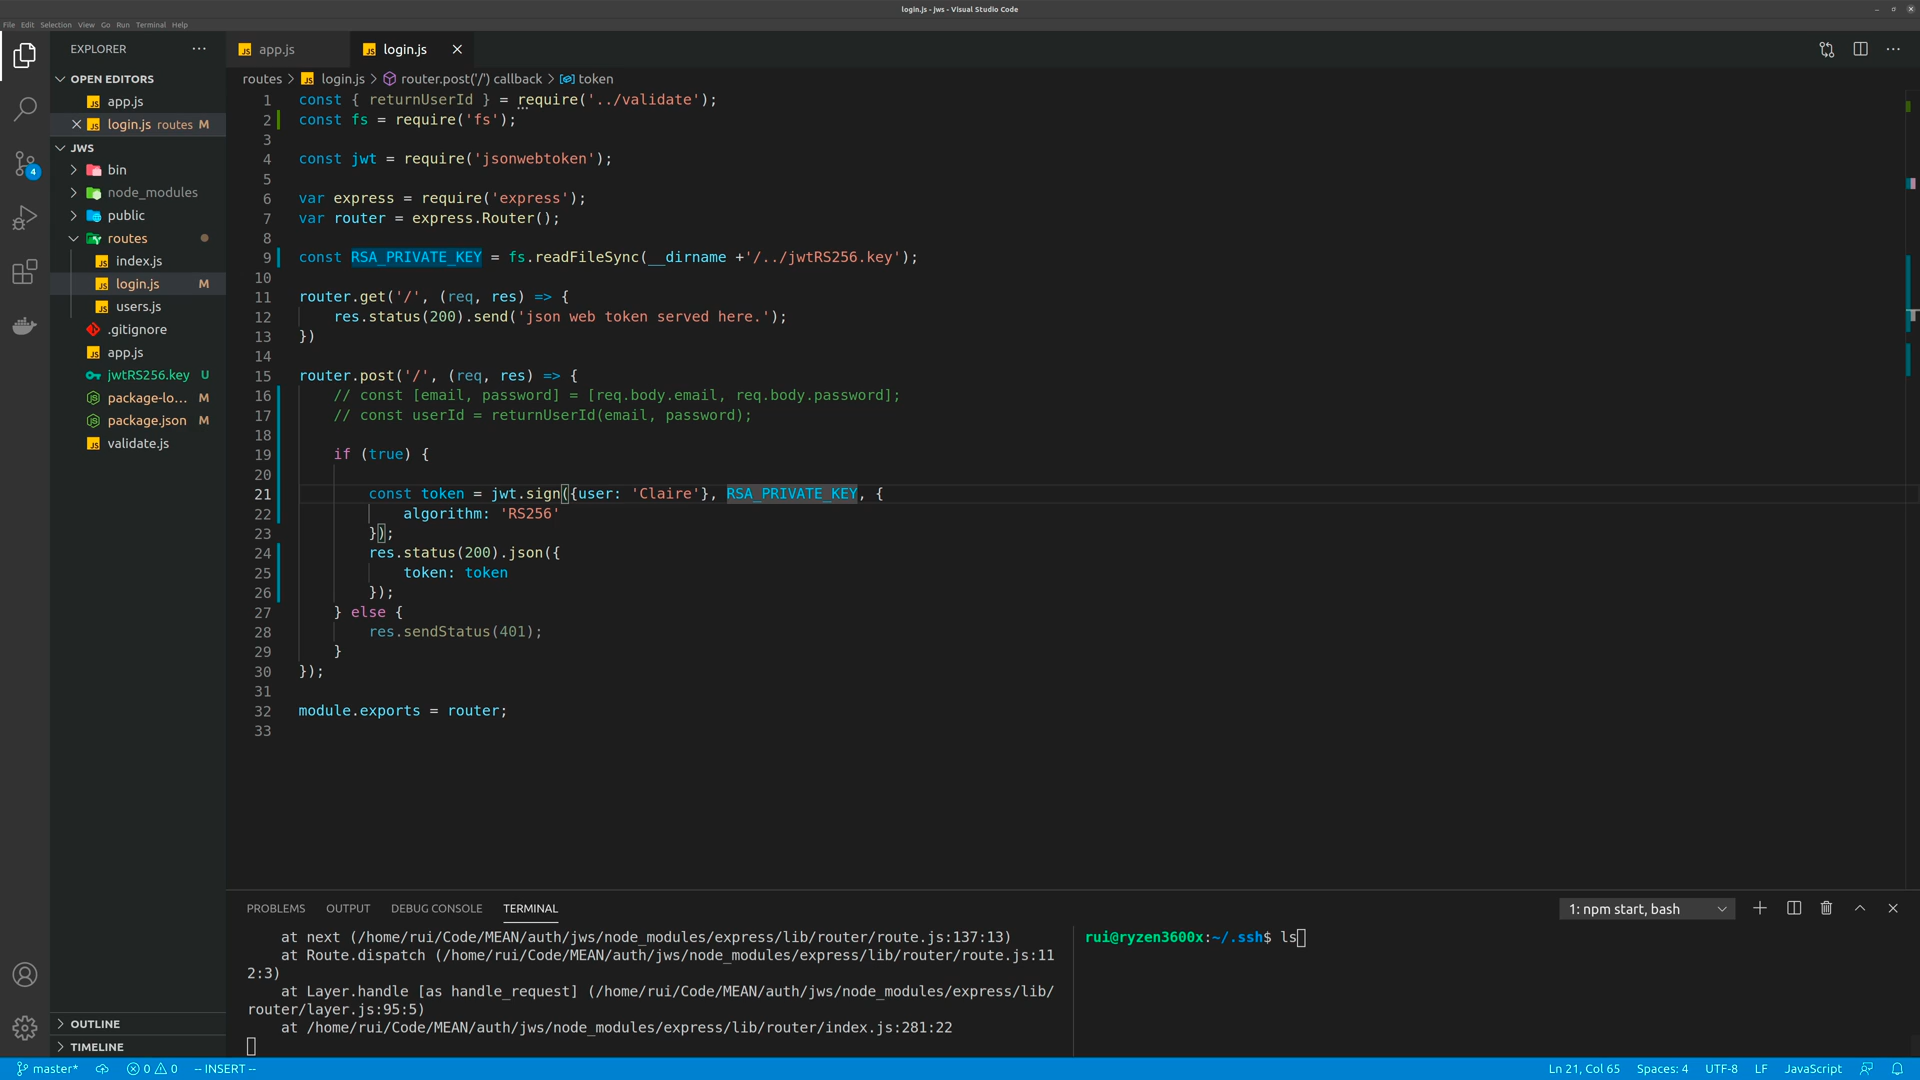 login.js - jws - Visual Studio Code
File Edit Selection View Go Run Terminal Help
EXPLORER
OPEN EDITORS
app.js
login.js routes M
JWS
bin
node_modules
public
routes
index.js
login.js M
users.js
.gitignore
app.js
jwtRS256.key U
package-lo... M
package.json M
validate.js
OUTLINE
TIMELINE
4
app.js
login.js
routes > login.js > router.post('/') callback > token
1 const { returnUserId } = require('../validate');
2 const fs = require('fs');
3
4 const jwt = require('jsonwebtoken');
5
6 var express = require('express');
7 var router = express.Router();
8
9 const RSA_PRIVATE_KEY = fs.readFileSync(__dirname +'/../jwtRS256.key');
10
11 router.get('/', (req, res) => {
12 res.status(200).send('json web token served here.');
13 })
14
15 router.post('/', (req, res) => {
16 // const [email, password] = [req.body.email, req.body.password];
17 // const userId = returnUserId(email, password);
18
19 if (true) {
20
21 const token = jwt.sign({user: 'Claire'}, RSA_PRIVATE_KEY, {
22 algorithm: 'RS256'
23 });
24 res.status(200).json({
25 token: token
26 });
27 } else {
28 res.sendStatus(401);
29 }
30 });
31
32 module.exports = router;
33
PROBLEMS OUTPUT DEBUG CONSOLE TERMINAL
1: npm start, bash
at next (/home/rui/Code/MEAN/auth/jws/node_modules/express/lib/router/route.js:137:13)
at Route.dispatch (/home/rui/Code/MEAN/auth/jws/node_modules/express/lib/router/route.js:11
2:3)
at Layer.handle [as handle_request] (/home/rui/Code/MEAN/auth/jws/node_modules/express/lib/
router/layer.js:95:5)
at /home/rui/Code/MEAN/auth/jws/node_modules/express/lib/router/index.js:281:22
rui@ryzen3600x:~/.ssh$ ls
master* 0 0 -- INSERT --
Ln 21, Col 65 Spaces: 4 UTF-8 LF JavaScript